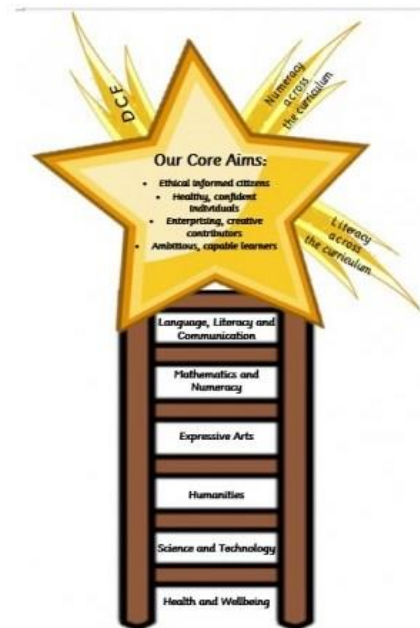 DCF
Numeracy
across
the curriculum
Our Core Aims:
• Ethical informed citizens
• Healthy, confident
individuals
• Enterprising, creative
contributors
• Ambitious, capable learners
Literacy
across
the curriculum
Language, Literacy and
Communication
Mathematics and
Numeracy
Expressive Arts
Humanities
Science and Technology
Health and Wellbeing